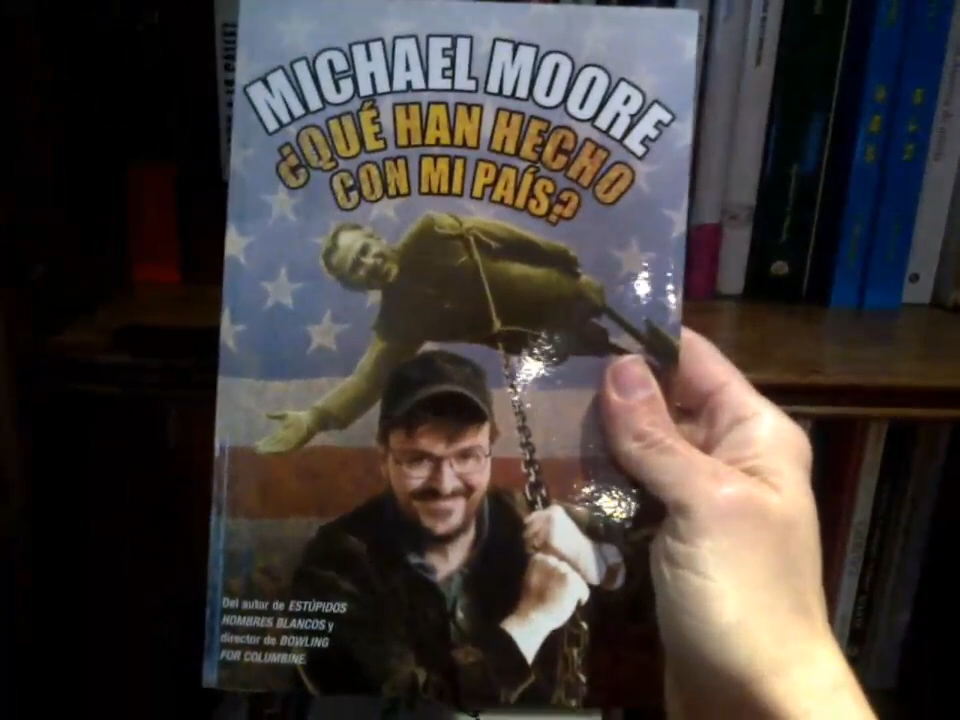 MICHAEL MOORE
¿QUÉ HAN HECHO
CON MI PAÍS?
Del autor de ESTÚPIDOS
HOMBRES BLANCOS y
director de BOWLING
FOR COLUMBINE.